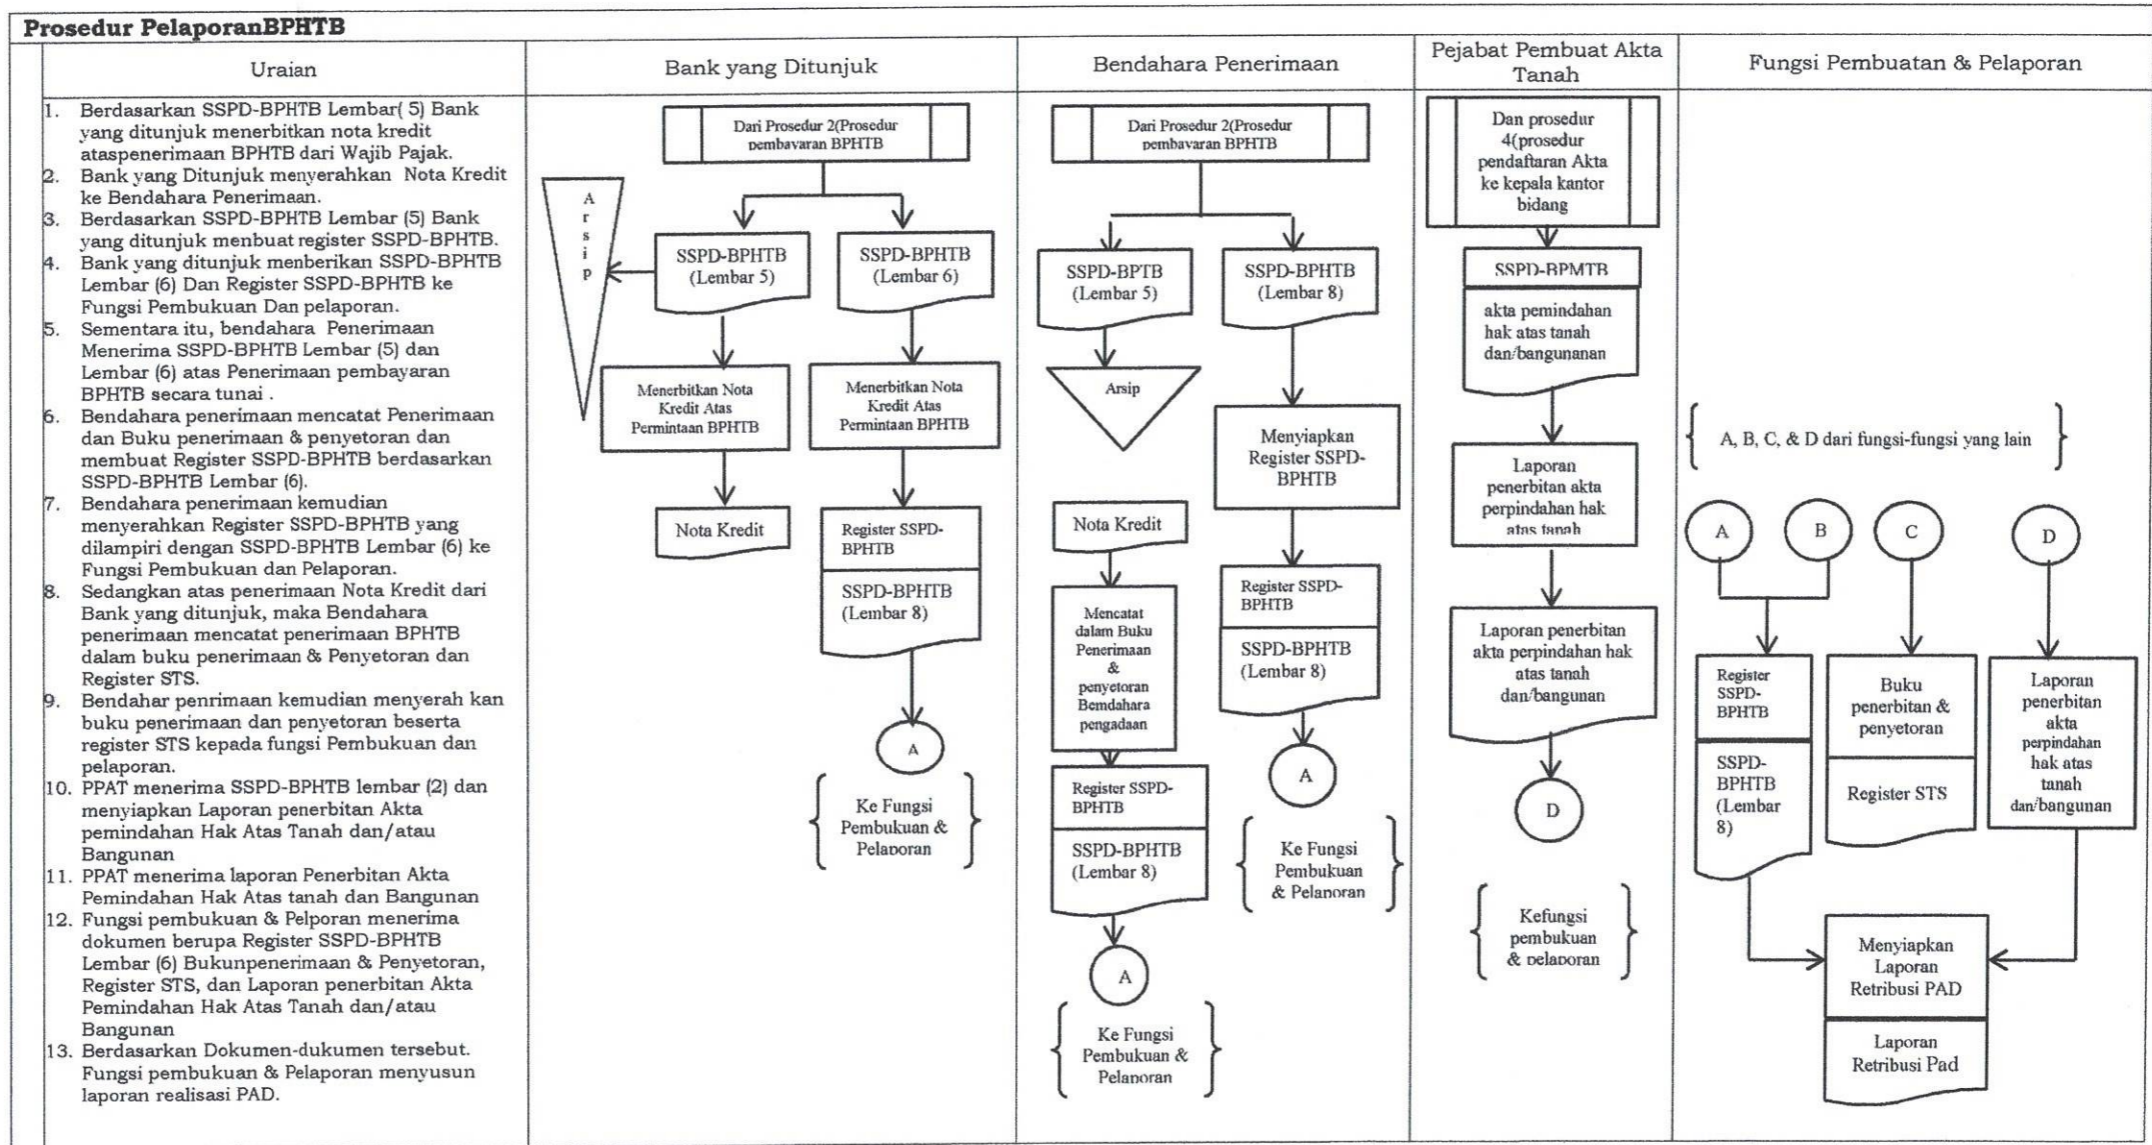 Prosedur PelaporanBPHTB
Uraian
1. Berdasarkan SSPD-BPHTB Lembar( 5) Bank
yang ditunjuk menerbitkan nota kredit
ataspenerimaan BPHTB dari Wajib Pajak.
2. Bank yang Ditunjuk menyerahkan Nota Kredit
ke Bendahara Penerimaan.
3. Berdasarkan SSPD-BPHTB Lembar (5) Bank
yang ditunjuk menbuat register SSPD-BPHTB.
4. Bank yang ditunjuk menberikan SSPD-BPHTB
Lembar (6) Dan Register SSPD-BPHTB ke
Fungsi Pembukuan Dan pelaporan.
5. Sementara itu, bendahara Penerimaan
Menerima SSPD-BPHTB Lembar (5) dan
Lembar (6) atas Penerimaan pembayaran
BPHTB secara tunai .
6. Bendahara penerimaan mencatat Penerimaan
dan Buku penerimaan & penyetoran dan
membuat Register SSPD-BPHTB berdasarkan
SSPD-BPHTB Lembar (6).
7. Bendahara penerimaan kemudian
menyerahkan Register SSPD-BPHTB yang
dilampiri dengan SSPD-BPHTB Lembar (6) ke
Fungsi Pembukuan dan Pelaporan.
8. Sedangkan atas penerimaan Nota Kredit dari
Bank yang ditunjuk, maka Bendahara
penerimaan mencatat penerimaan BPHTB
dalam buku penerimaan & Penyetoran dan
Register STS.
9. Bendahar penrimaan kemudian menyerah kan
buku penerimaan dan penyetoran beserta
register STS kepada fungsi Pembukuan dan
pelaporan.
10. PPAT menerima SSPD-BPHTB lembar (2) dan
menyiapkan Laporan penerbitan Akta
pemindahan Hak Atas Tanah dan/atau
Bangunan
11. PPAT menerima laporan Penerbitan Akta
Pemindahan Hak Atas tanah dan Bangunan
12. Fungsi pembukuan & Pelporan menerima
dokumen berupa Register SSPD-BPHTB
Lembar (6) Bukunpenerimaan & Penyetoran,
Register STS, dan Laporan penerbitan Akta
Pemindahan Hak Atas Tanah dan/atau
Bangunan
13. Berdasarkan Dokumen-dukumen tersebut.
Fungsi pembukuan & Pelaporan menyusun
laporan realisasi PAD.
Bank yang Ditunjuk
Dari Prosedur 2(Prosedur
pembayaran BPHTB
Arsip
SSPD-BPHTB
(Lembar 5)
SSPD-BPHTB
(Lembar 6)
Menerbitkan Nota
Kredit Atas
Permintaan BPHTB
Menerbitkan Nota
Kredit Atas
Permintaan BPHTB
Nota Kredit
Register SSPD-
BPHTB
SSPD-BPHTB
(Lembar 8)
A
Ke Fungsi
Pembukuan &
Pelaporan
Bendahara Penerimaan
Dari Prosedur 2(Prosedur
pembayaran BPHTB
SSPD-BPTB
(Lembar 5)
SSPD-BPHTB
(Lembar 8)
Arsip
Menyiapkan
Register SSPD-
BPHTB
Nota Kredit
Register SSPD-
BPHTB
SSPD-BPHTB
(Lembar 8)
Mencatat
dalam Buku
Penerimaan
&
penyetoran
Bemdahara
pengadaan
A
Register SSPD-
BPHTB
SSPD-BPHTB
(Lembar 8)
Ke Fungsi
Pembukuan
& Pelaporan
A
Ke Fungsi
Pembukuan &
Pelaporan
Pejabat Pembuat Akta
Tanah
Dan prosedur
4(prosedur
pendaftaran Akta
ke kepala kantor
bidang
SSPD-BPMTB
akta pemindahan
hak atas tanah
dan/bangunanan
Laporan
penerbitan akta
perpindahan hak
atas tanah
Laporan penerbitan
akta perpindahan hak
atas tanah
dan/bangunan
D
Kefungsi
pembukuan
& pelaporan
Fungsi Pembuatan & Pelaporan
A, B, C, & D dari fungsi-fungsi yang lain
A
B
C
D
Register
SSPD-
BPHTB
SSPD-
BPHTB
(Lembar
8)
Buku
penerbitan &
penyetoran
Register STS
Laporan
penerbitan
akta
perpindahan
hak atas
tanah
dan/bangunan
Menyiapkan
Laporan
Retribusi PAD
Laporan
Retribusi Pad